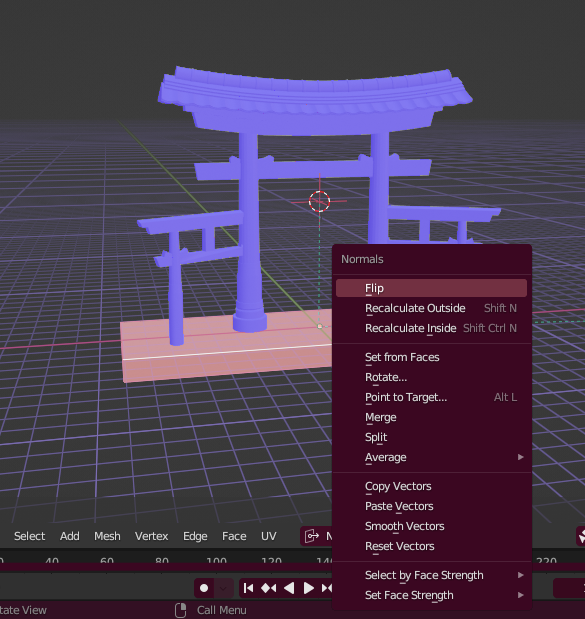 Normals
Flip
Recalculate Outside Shift N
Recalculate Inside Shift Ctrl N
Set from Faces
Rotate...
Point to Target... Alt L
Merge
Split
Average
Copy Vectors
Paste Vectors
Smooth Vectors
Reset Vectors
Select by Face Strength
Set Face Strength
Select Add Mesh Vertex Edge Face UV N
40 60 80 100 120 220
tate View Call Menu